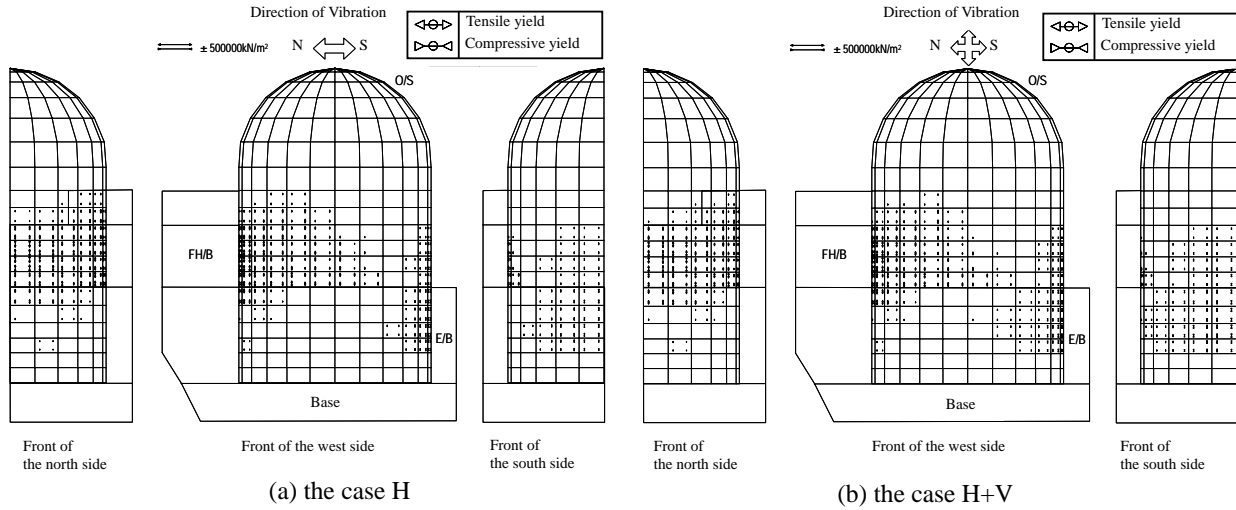 Direction of Vibration
± 500000kN/m²
N
S
Tensile yield
Compressive yield
O/S
FH/B
E/B
Base
Front of
the north side
Front of the west side
Front of
the south side
(a) the case H
Direction of Vibration
± 500000kN/m²
N
S
Tensile yield
Compressive yield
O/S
FH/B
E/B
Base
Front of
the north side
Front of the west side
Front of
the south side
(b) the case H+V